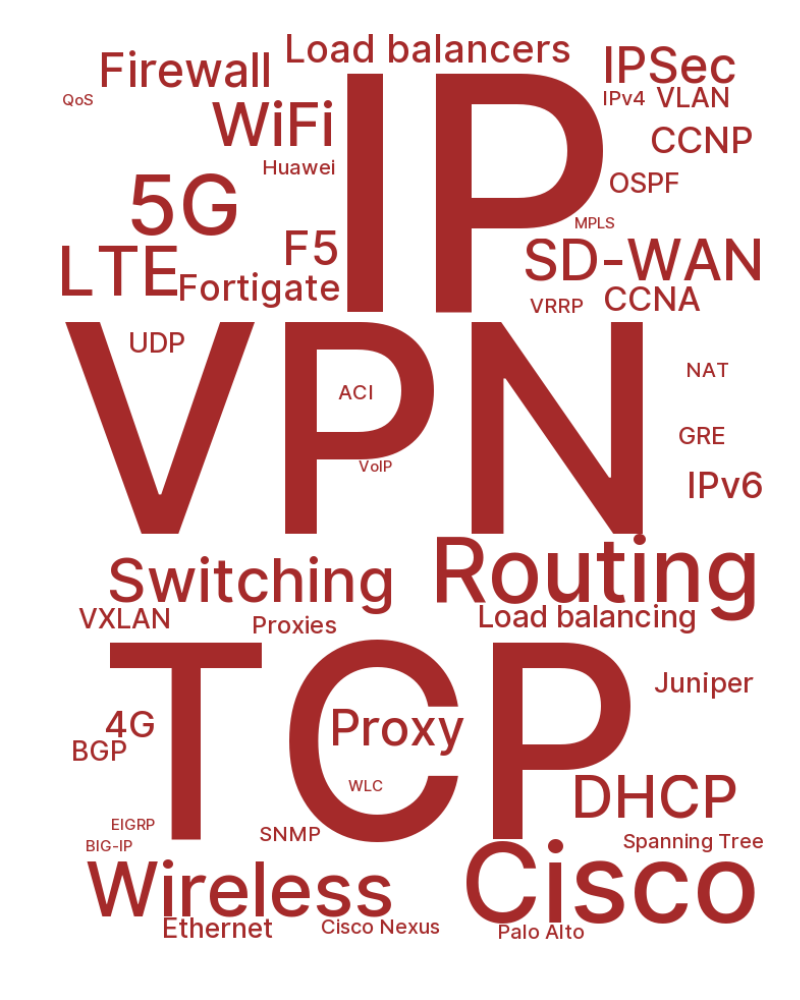 Load balancers
Firewall
IPSec
QoS
IPv4
VLAN
WiFi
IP
CCNP
Huawei
5G
OSPF
MPLS
F5
LTE
SD-WAN
Fortigate
VRRP
CCNA
VPN
UDP
NAT
ACI
GRE
VoIP
IPv6
Switching
Routing
VXLAN
Proxies
Load balancing
TCP
Juniper
4G
Proxy
BGP
WLC
DHCP
EIGRP
SNMP
BIG-IP
Spanning Tree
Wireless
Cisco
Ethernet
Cisco Nexus
Palo Alto